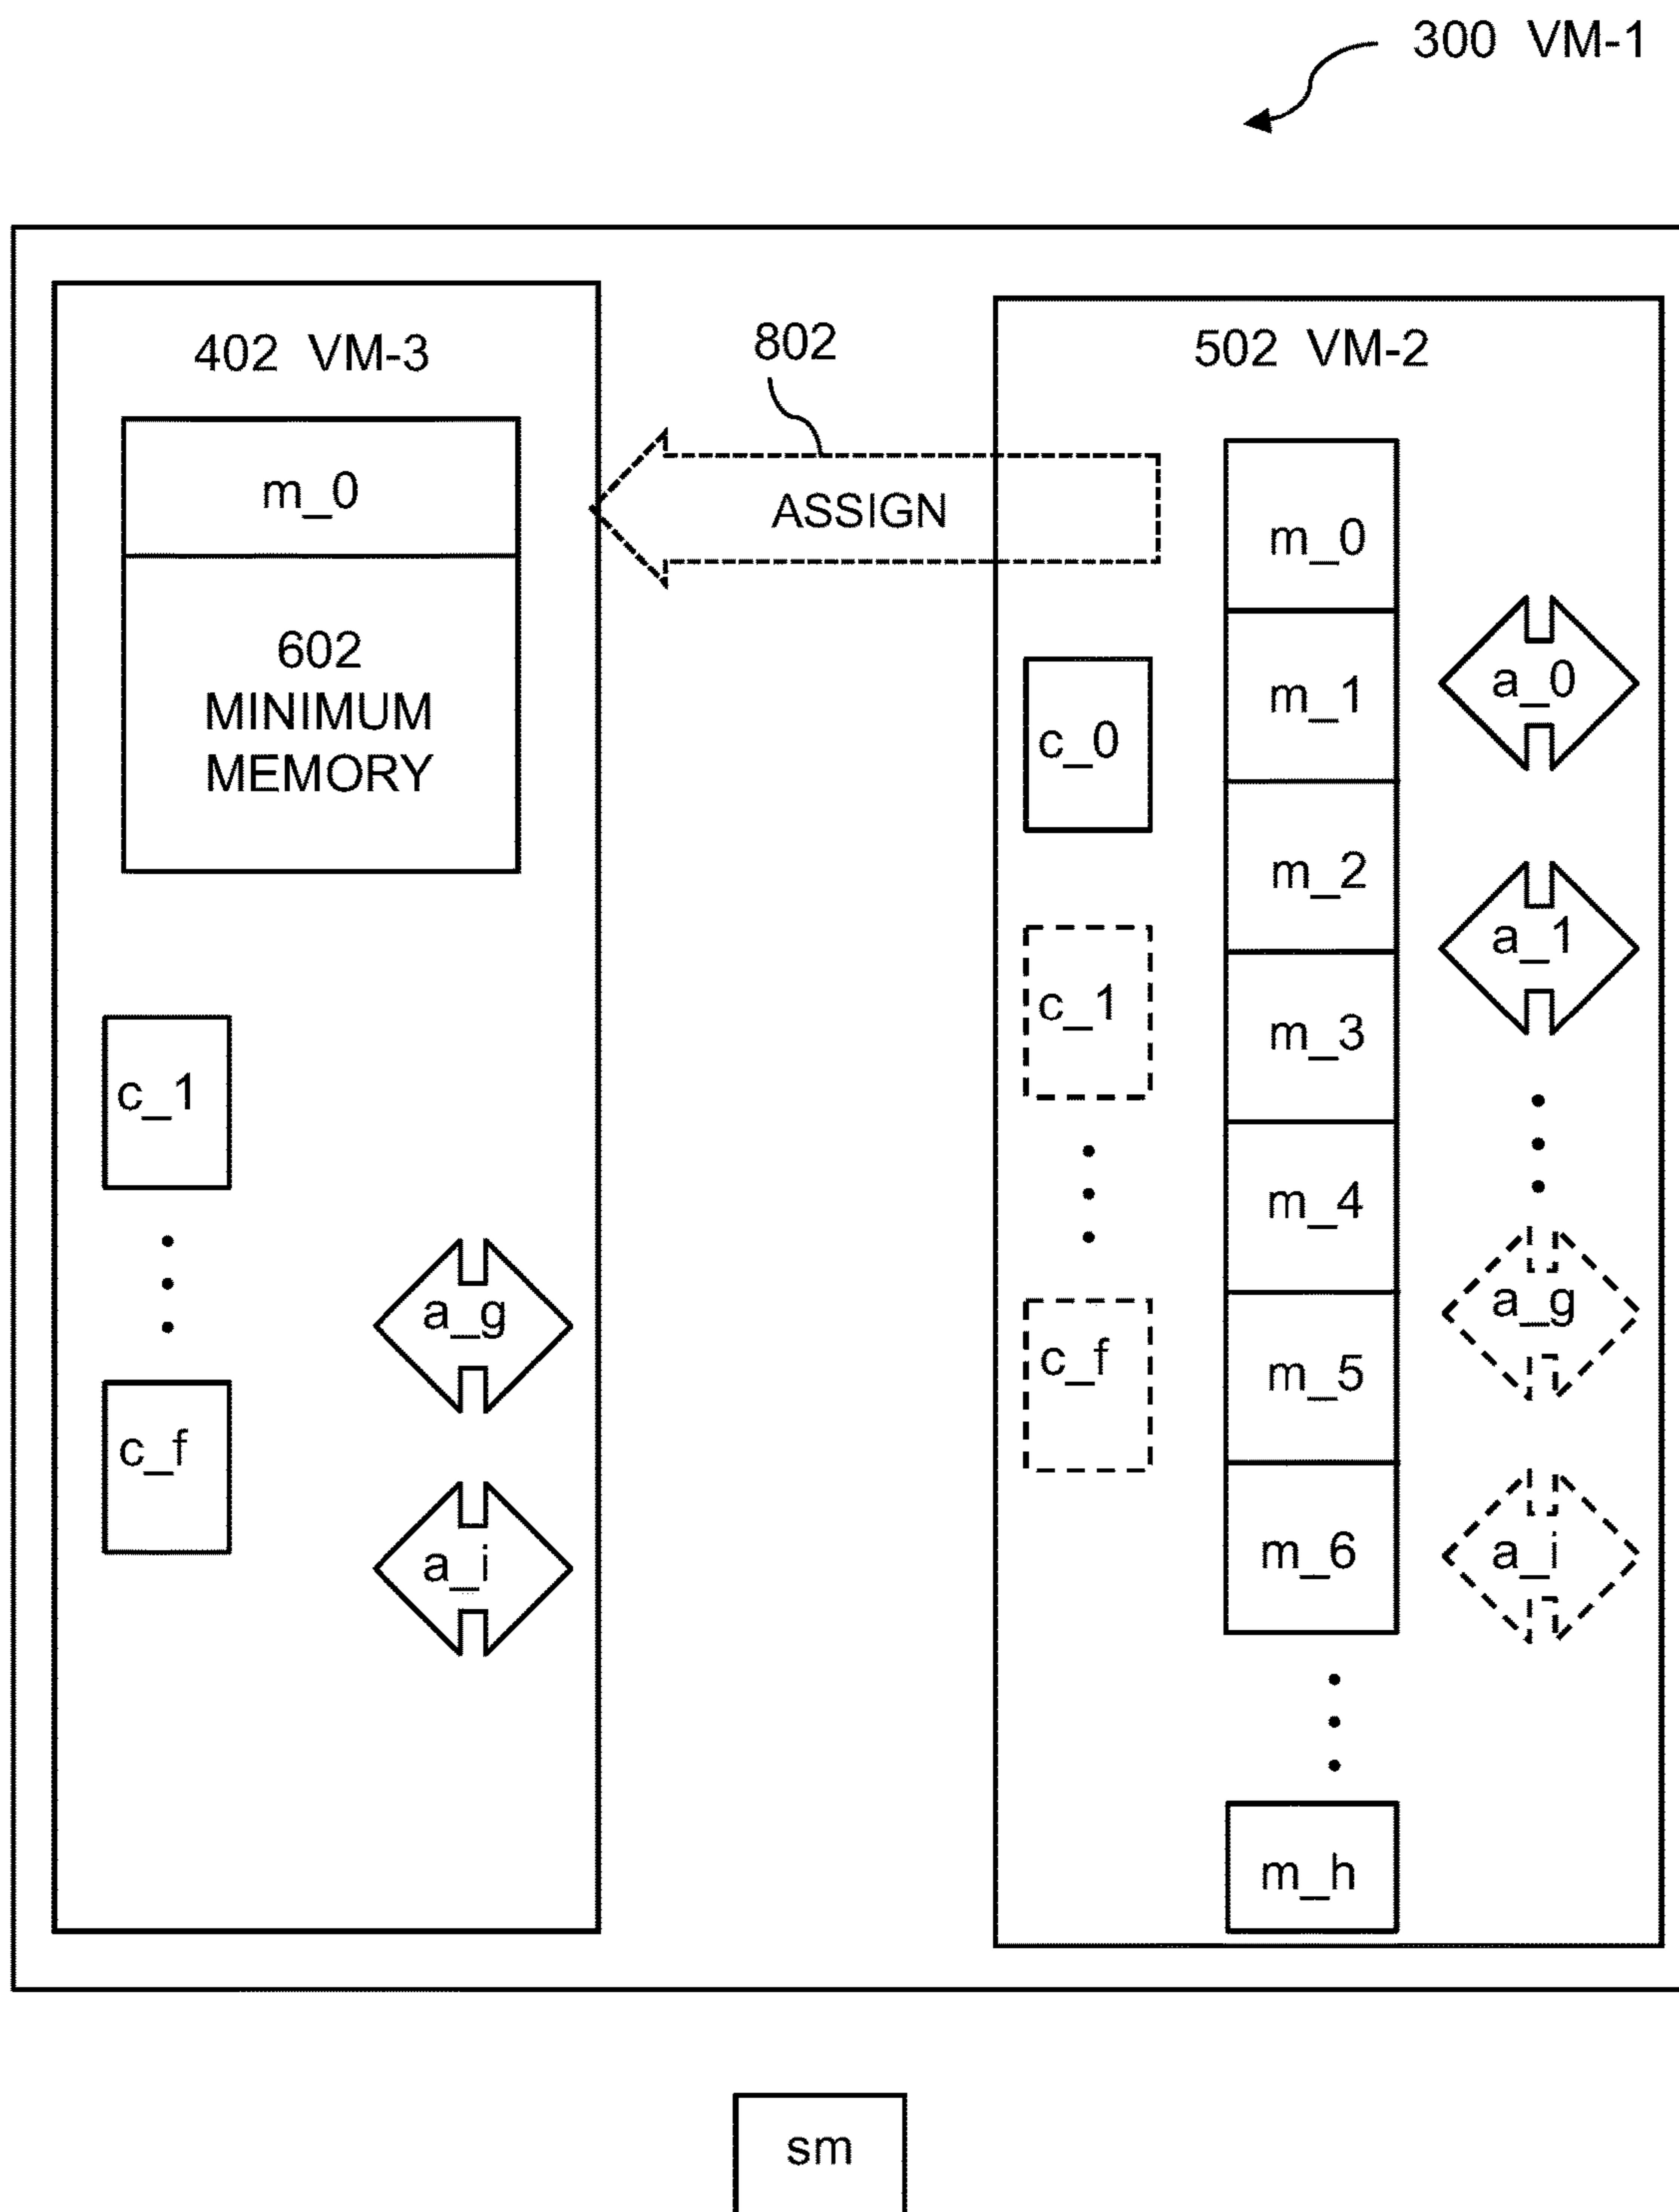 300 VM-1
402 VM-3
m_0
602
MINIMUM
MEMORY
c_1
c_f
a_g
a_i
802
ASSIGN
502 VM-2
c_0
c_1
c_f
m_0
m_1
m_2
m_3
m_4
m_5
m_6
m_h
a_0
a_1
a_g
a_i
sm